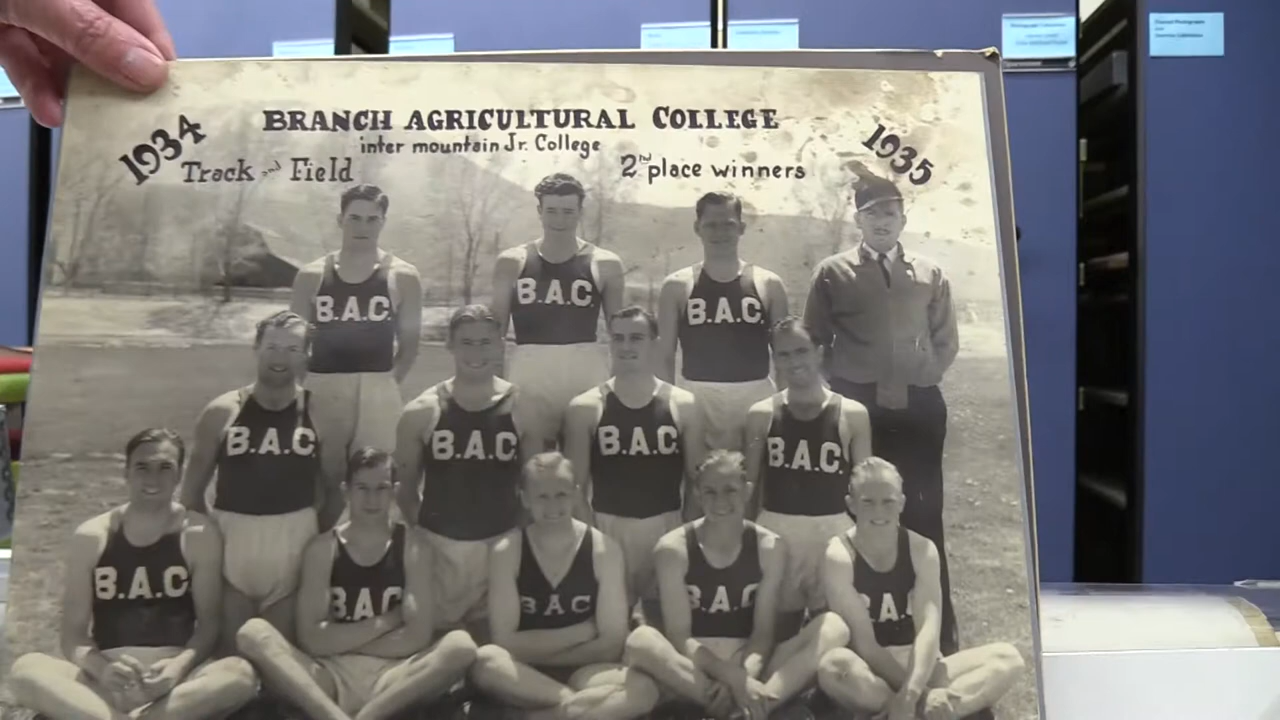 BRANCH AGRICULTURAL COLLEGE
inter mountain Jr. College
1934
1935
Track and Field
2nd place winners
B.A.C.
B.A.C.
B.A.C.
B.A.C.
B.A.C.
B.A.C.
B.A.C.
B.A.C.
B.A.C
B A C
B.A.C
B.A.